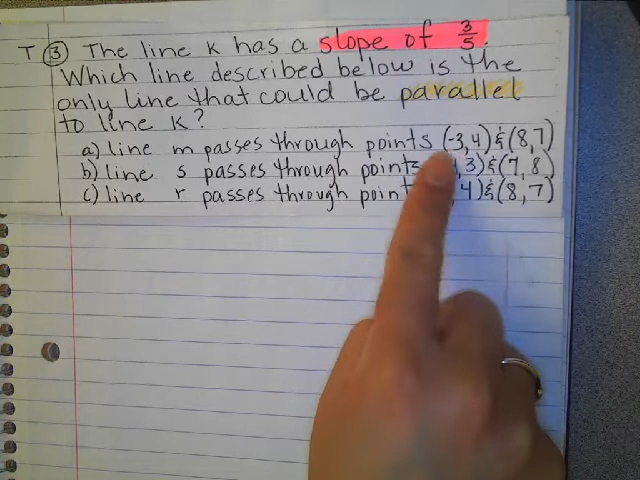 T ③ The line K has a slope of 3/5.
Which line described below is the
only line that could be parallel
to line K?
a) line m passes through points (-3,4) & (8,7)
b) line s passes through points ,3) & (7,8)
c) line r passes through point ,4) & (8,7)